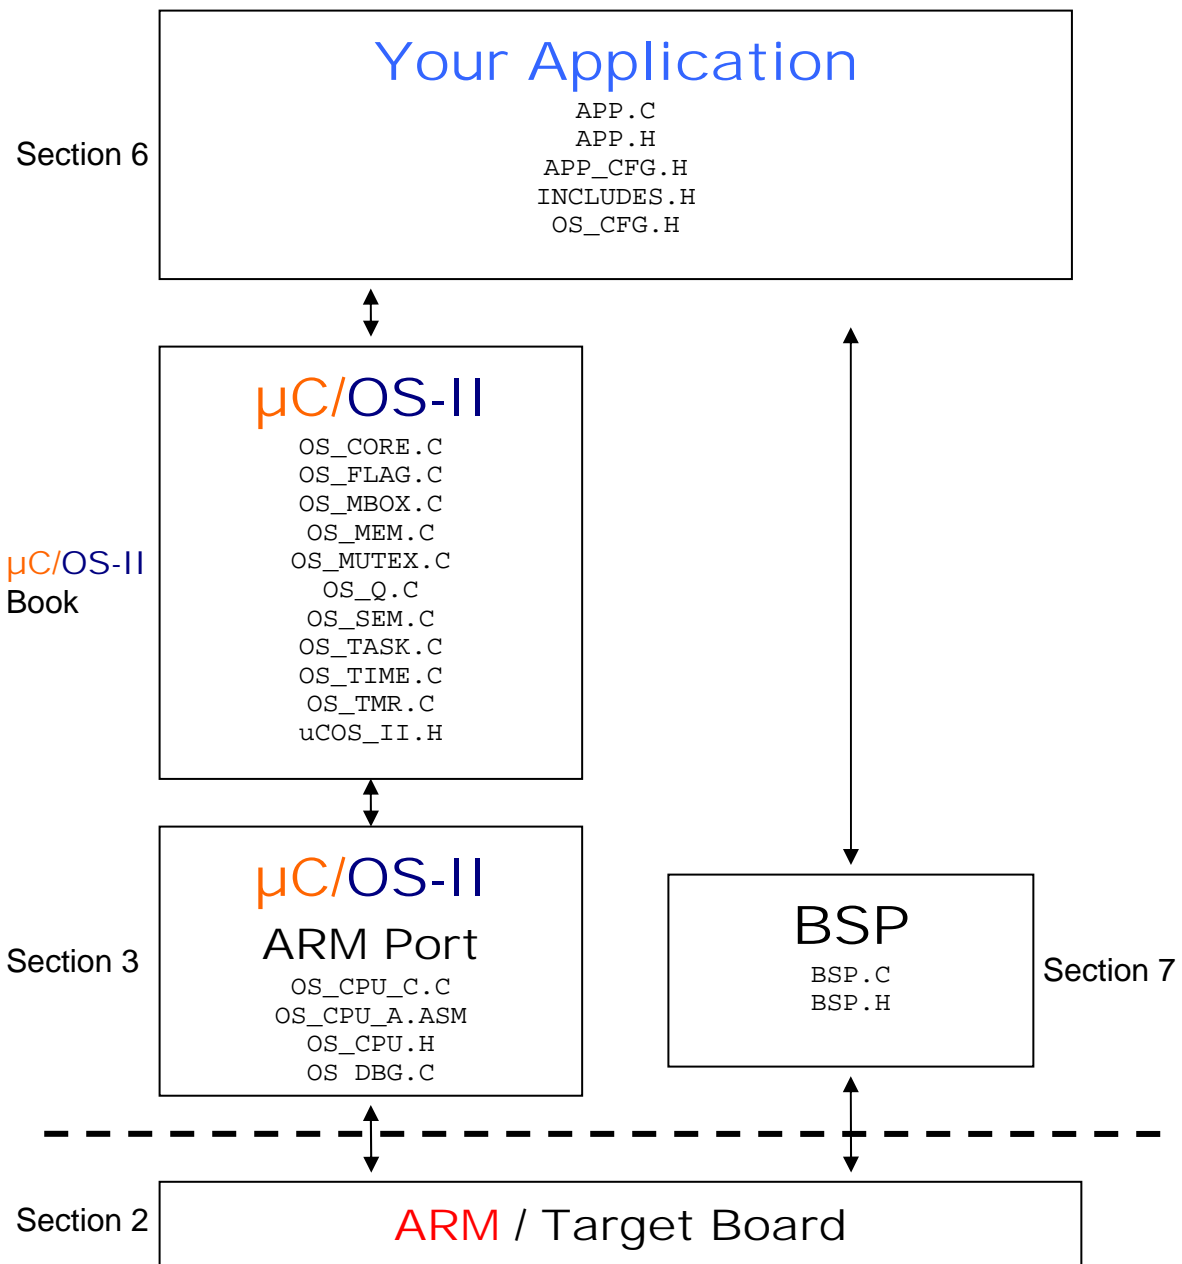 Your Application
APP.C
APP.H
APP_CFG.H
INCLUDES.H
OS_CFG.H
Section 6
µC/OS-II
OS_CORE.C
OS_FLAG.C
OS_MBOX.C
OS_MEM.C
OS_MUTEX.C
OS_Q.C
OS_SEM.C
OS_TASK.C
OS_TIME.C
OS_TMR.C
uCOS_II.H
µC/OS-II
Book
µC/OS-II
ARM Port
OS_CPU_C.C
OS_CPU_A.ASM
OS_CPU.H
OS DBG.C
Section 3
BSP
BSP.C
BSP.H
Section 7
Section 2
ARM / Target Board